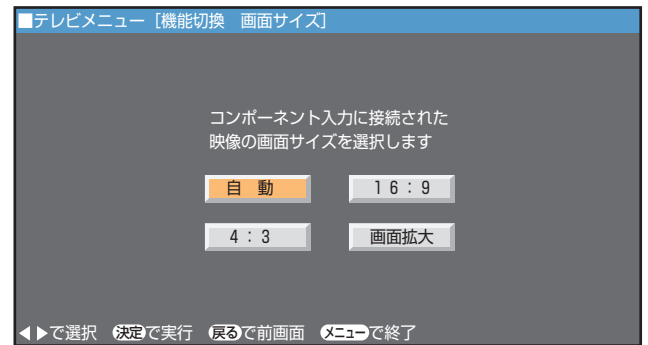 ■テレビメニュー［機能切換　画面サイズ］
コンポーネント入力に接続された
映像の画面サイズを選択します
自　動　１６：９
４：３　画面拡大
◀▶で選択　決定で実行　戻るで前画面　メニューで終了